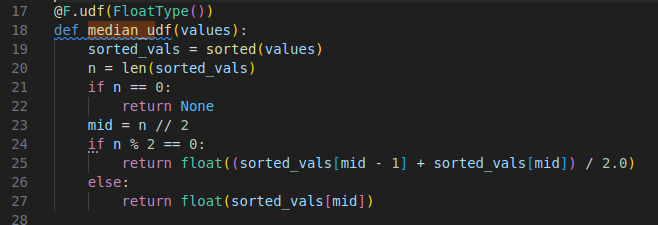 17 @F.udf(FloatType())
18 def median_udf(values):
19     sorted_vals = sorted(values)
20     n = len(sorted_vals)
21     if n == 0:
22         return None
23     mid = n // 2
24     if n % 2 == 0:
25         return float((sorted_vals[mid - 1] + sorted_vals[mid]) / 2.0)
26     else:
27         return float(sorted_vals[mid])
28